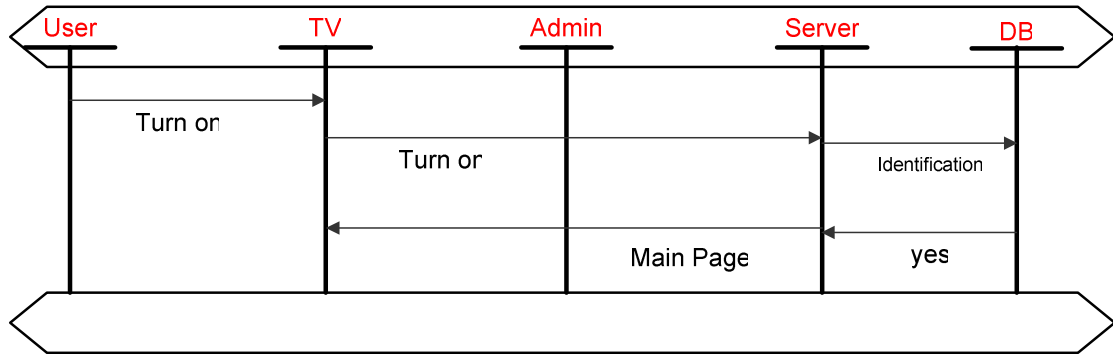 User TV Admin Server DB
Turn on
Turn or
Identification
Main Page
yes